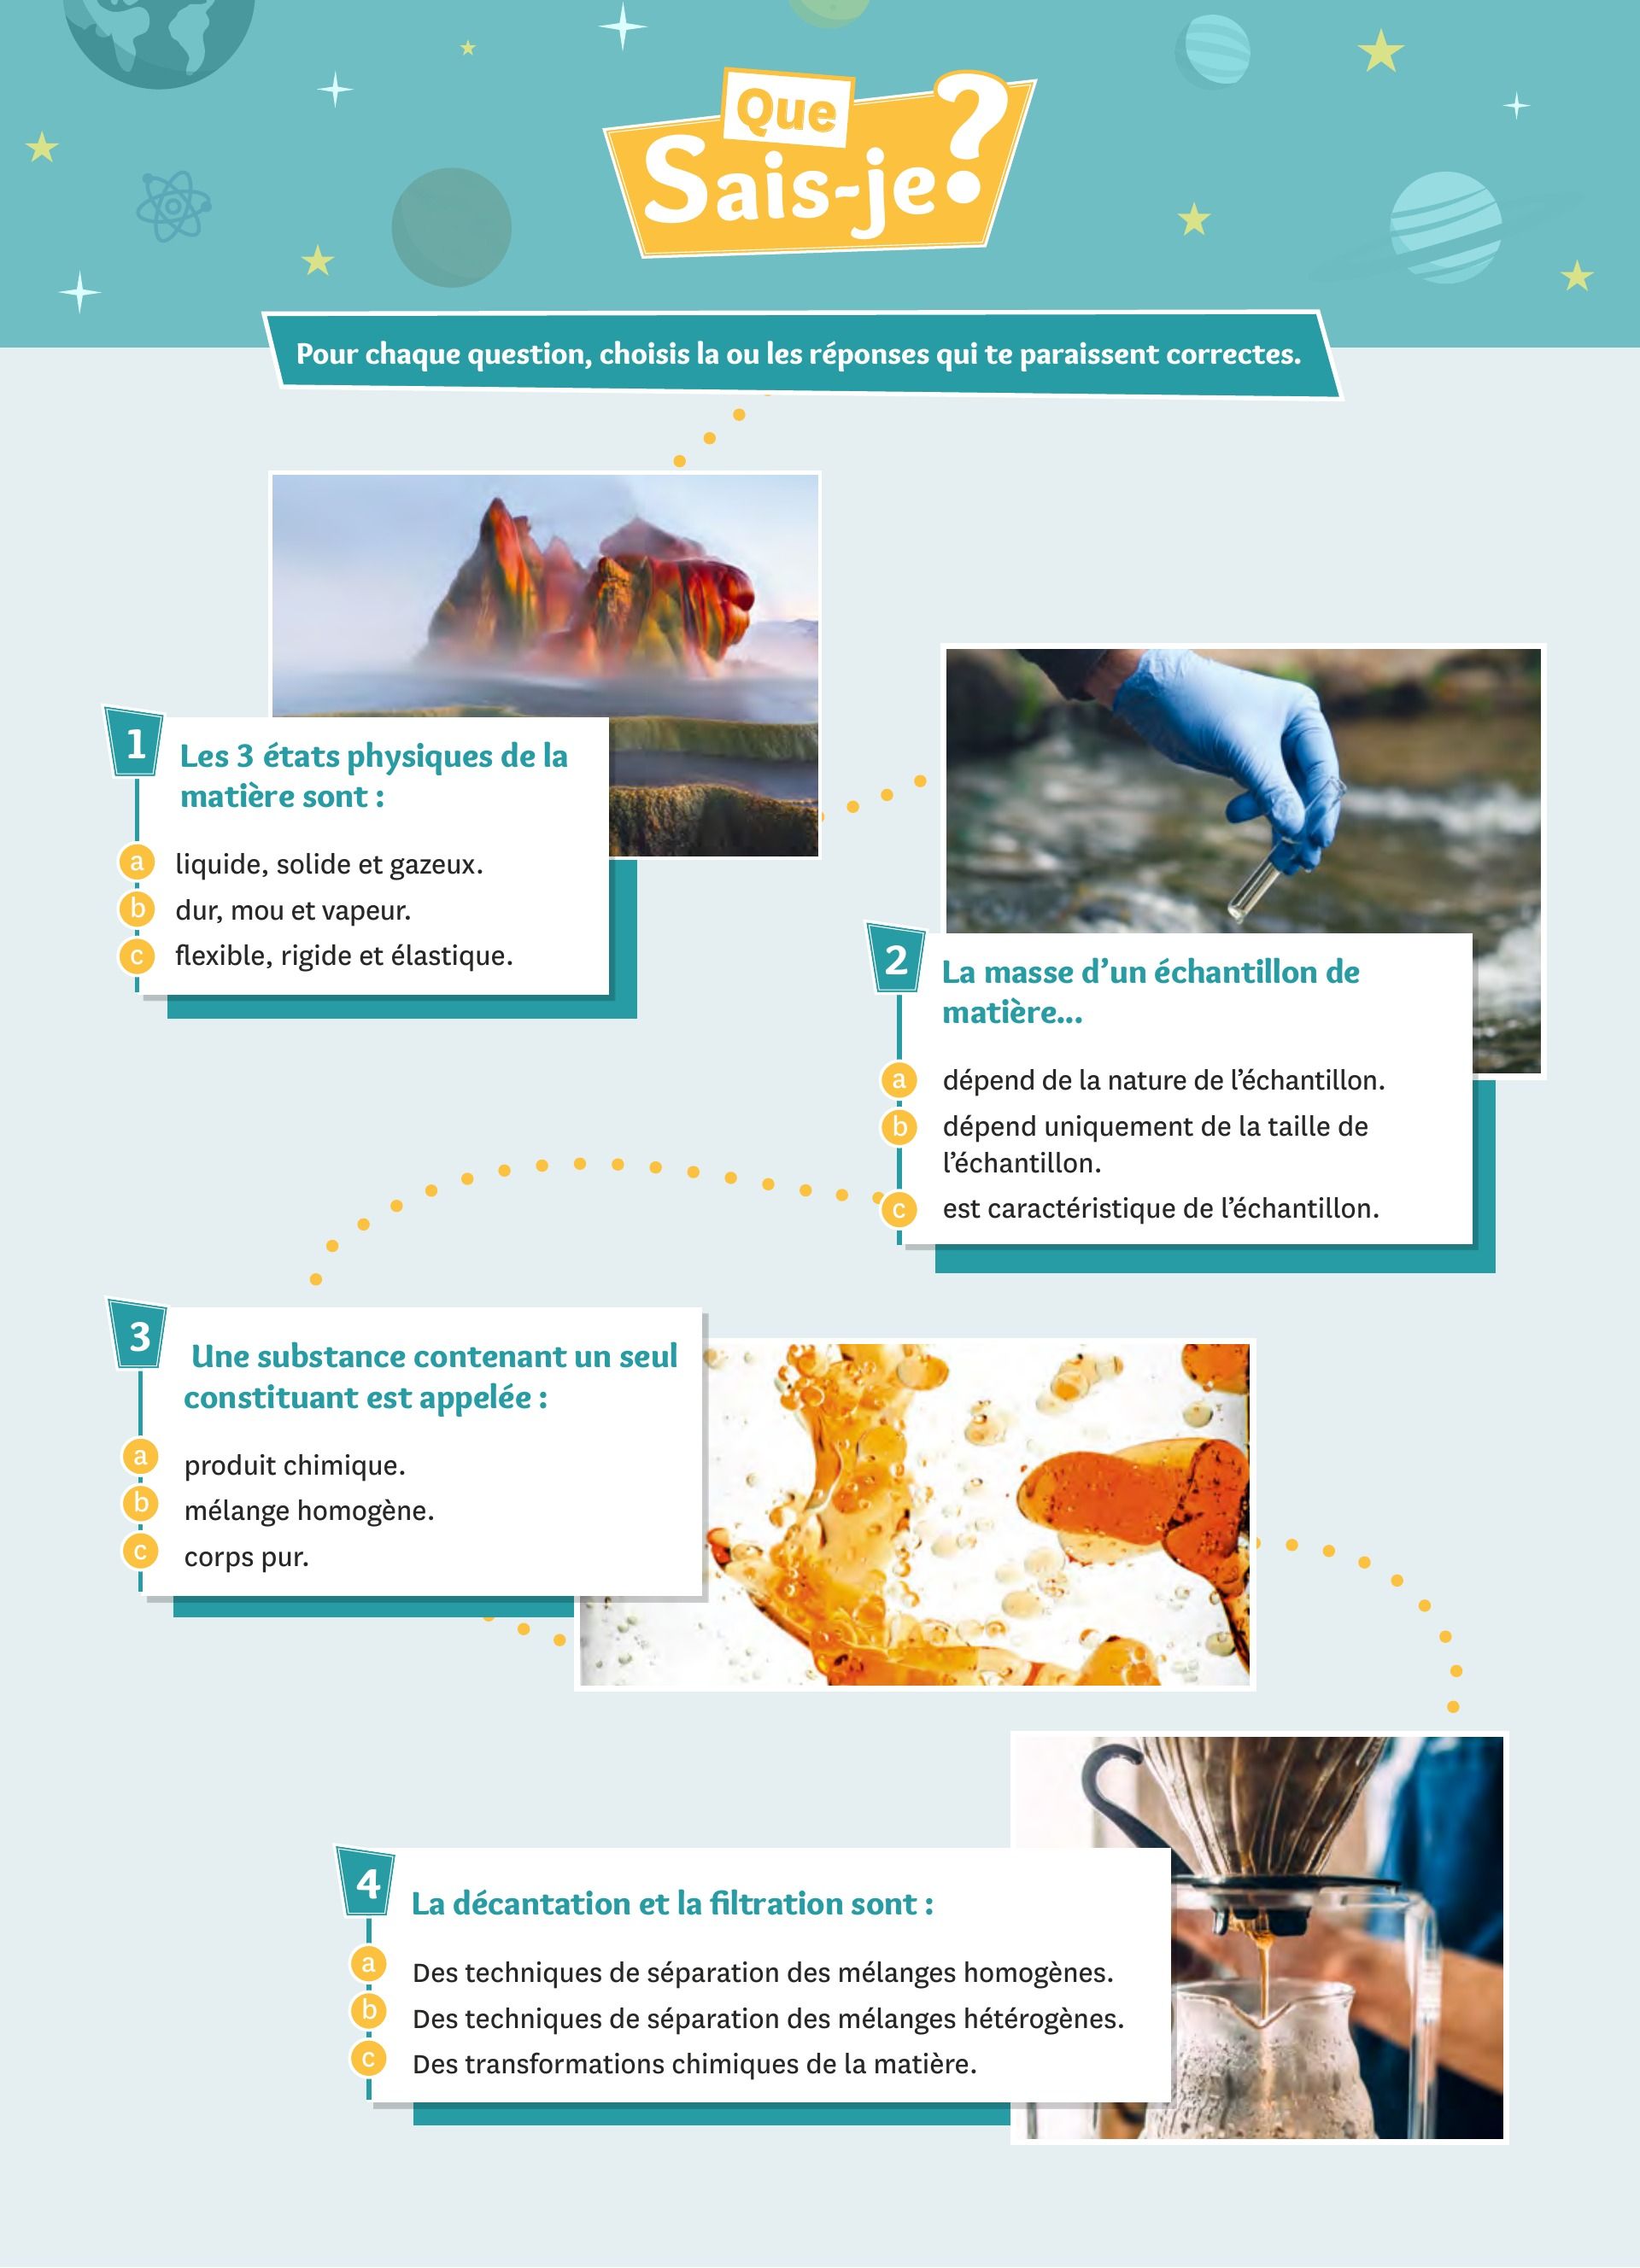 Que
Sais-je?
Pour chaque question, choisis la ou les réponses qui te paraissent correctes.
1
Les 3 états physiques de la
matière sont :
a liquide, solide et gazeux.
b dur, mou et vapeur.
c flexible, rigide et élastique.
2
La masse d’un échantillon de
matière...
a dépend de la nature de l’échantillon.
b dépend uniquement de la taille de
l’échantillon.
c est caractéristique de l’échantillon.
3
Une substance contenant un seul
constituant est appelée :
a produit chimique.
b mélange homogène.
c corps pur.
4
La décantation et la filtration sont :
a Des techniques de séparation des mélanges homogènes.
b Des techniques de séparation des mélanges hétérogènes.
c Des transformations chimiques de la matière.